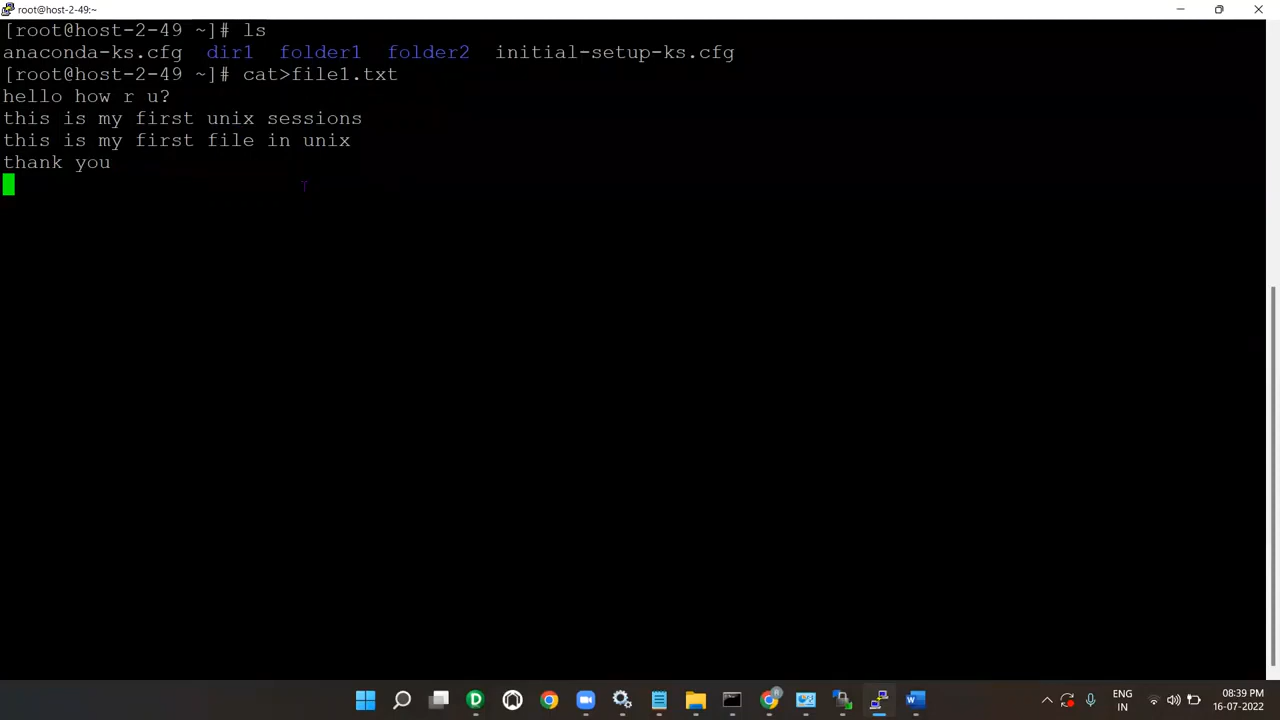 root@host-2-49:~
[root@host-2-49 ~]# ls
anaconda-ks.cfg  dir1  folder1  folder2  initial-setup-ks.cfg
[root@host-2-49 ~]# cat>file1.txt
hello how r u?
this is my first unix sessions
this is my first file in unix
thank you
ENG
IN
08:39 PM
16-07-2022